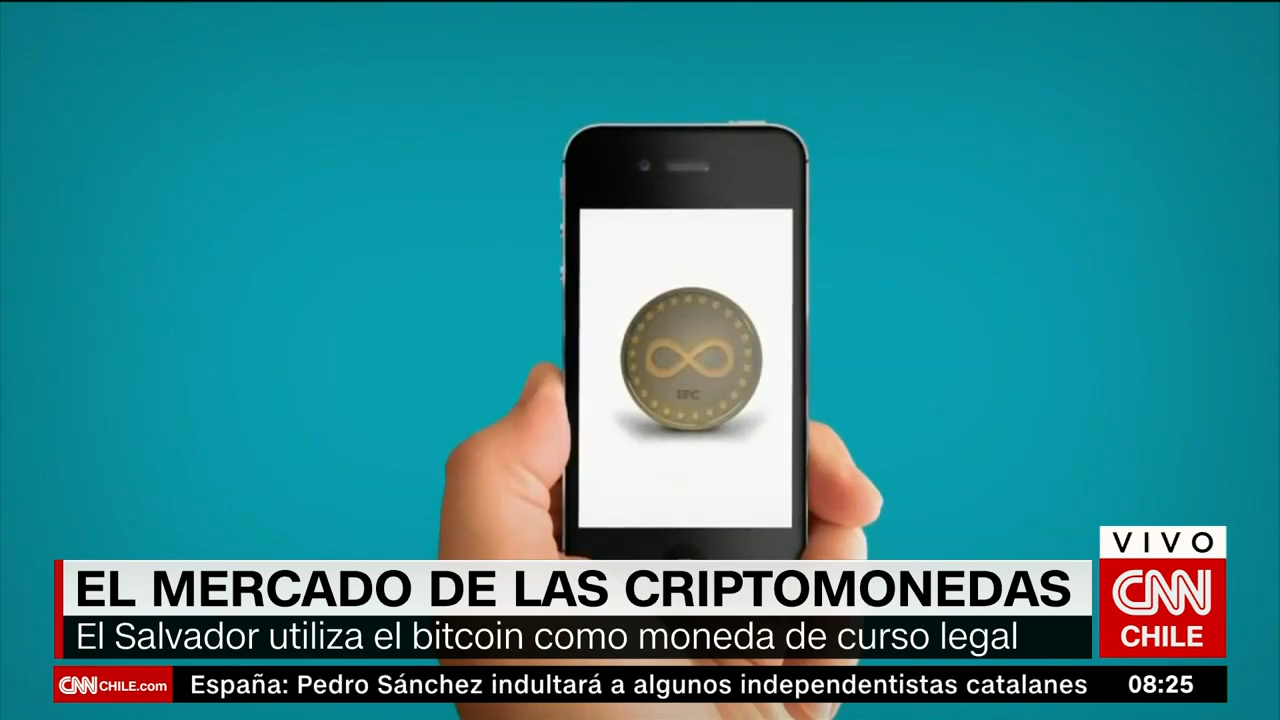 VIVO
CNN
CHILE
EL MERCADO DE LAS CRIPTOMONEDAS
El Salvador utiliza el bitcoin como moneda de curso legal
CNNCHILE.com España: Pedro Sánchez indultará a algunos independentistas catalanes 08:25